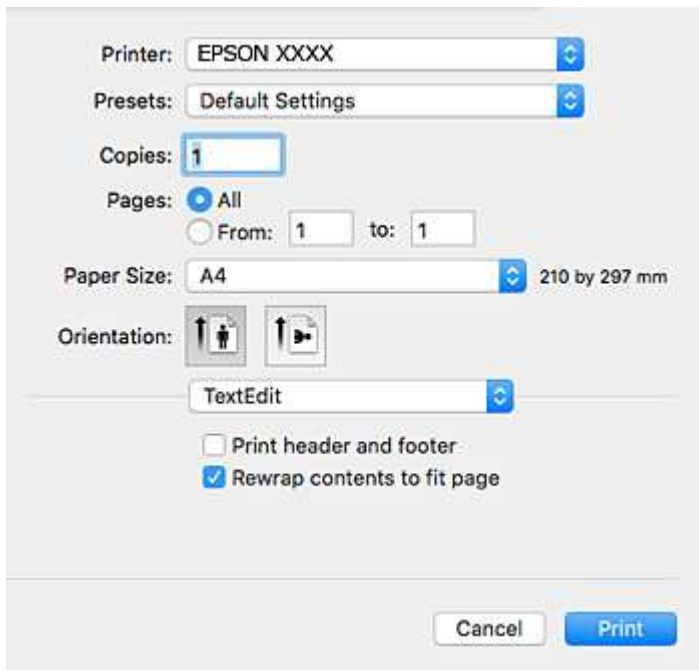 Printer: EPSON XXXX
Presets: Default Settings
Copies: 1
Pages: All
From: 1 to: 1
Paper Size: A4 210 by 297 mm
Orientation:
TextEdit
Print header and footer
Rewrap contents to fit page
Cancel Print